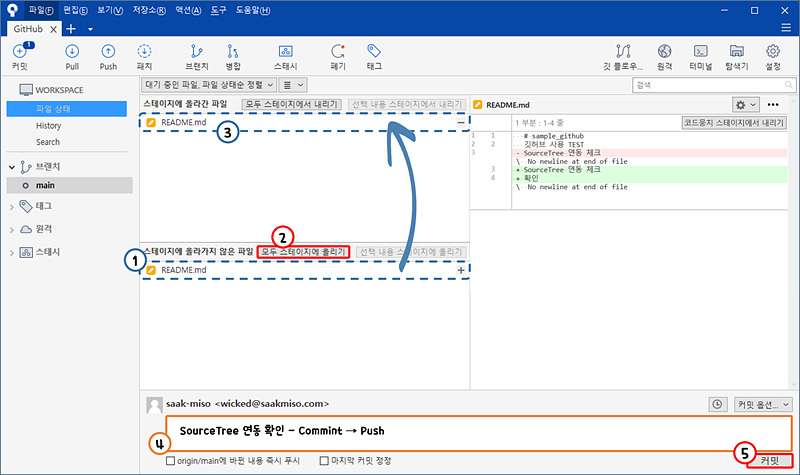 파일(F) 편집(E) 보기(V) 저장소(R) 액션(A) 도구 도움말(H)
GitHub
1
커밋 Pull Push 패치 브랜치 병합 스태시 폐기 태그 깃 플로우... 원격 터미널 탐색기 설정
WORKSPACE
파일 상태
History
Search
브랜치
main
태그
원격
스태시
대기 중인 파일, 파일 상태순 정렬
검색
스테이지에 올라간 파일 모두 스테이지에서 내리기 선택 내용 스테이지에서 내리기
README.md
3
README.md
1 부분 : 1-4 중 코드뭉치 스테이지에서 내리기
1 1 # sample_github
2 2 깃허브 사용 TEST
3 - SourceTree 연동 체크
\ No newline at end of file
3 + SourceTree 연동 체크
4 + 확인
\ No newline at end of file
2
1
스테이지에 올라가지 않은 파일 모두 스테이지에 올리기 선택 내용 스테이지에 올리기
README.md
saak-miso <wicked@saakmiso.com> 커밋 옵션...
SourceTree 연동 확인 - Commint → Push
4
5
origin/main에 바뀐 내용 즉시 푸시 마지막 커밋 정정 커밋